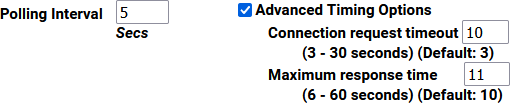 Polling Interval 5
Secs
Advanced Timing Options
Connection request timeout 10
(3 - 30 seconds) (Default: 3)
Maximum response time 11
(6 - 60 seconds) (Default: 10)